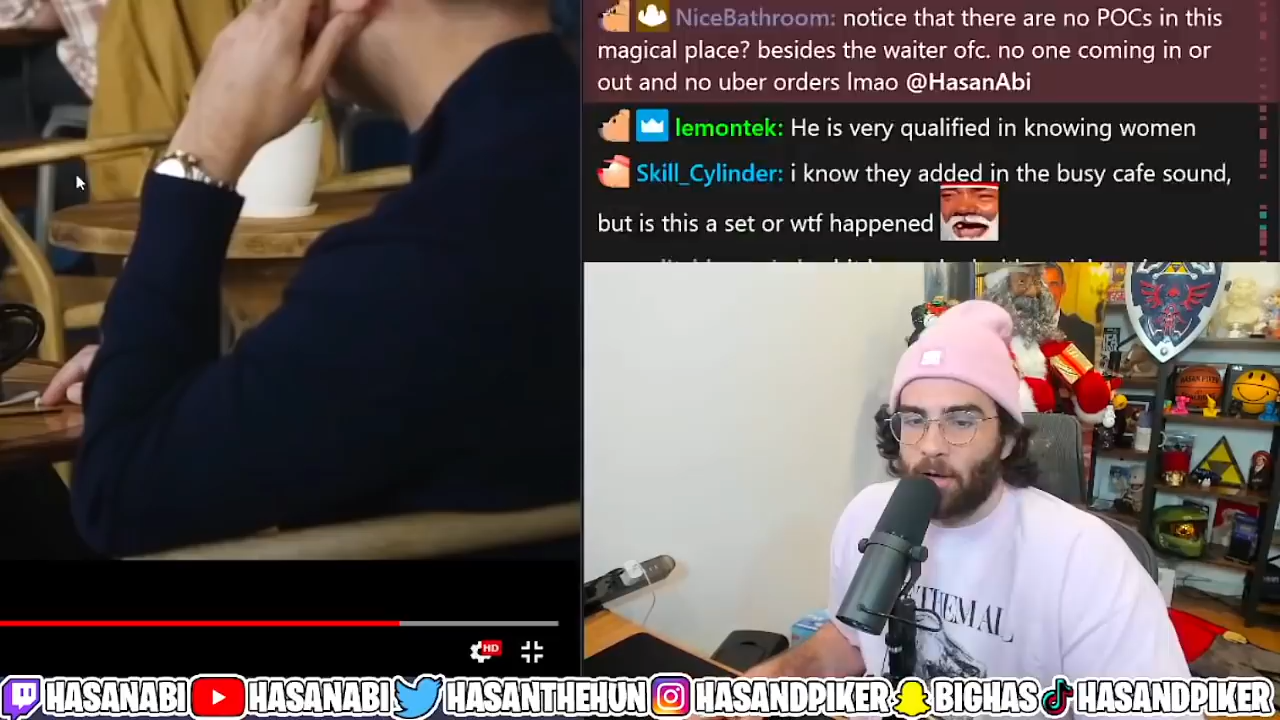 NiceBathroom: notice that there are no POCs in this
magical place? besides the waiter ofc. no one coming in or
out and no uber orders lmao @HasanAbi
lemontek: He is very qualified in knowing women
Skill_Cylinder: i know they added in the busy cafe sound,
but is this a set or wtf happened
HD
HASANABI HASANABI HASANTHEHUN HASANDPIKER BIGHAS HASANDPIKER